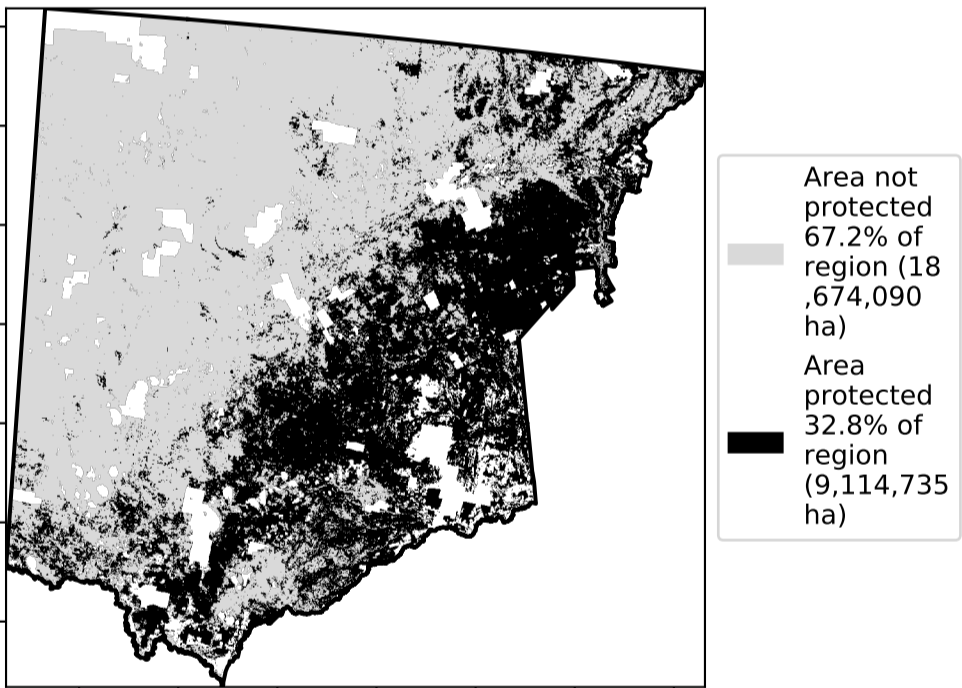 Area not
protected
67.2% of
region (18
,674,090
ha)
Area
protected
32.8% of
region
(9,114,735
ha)